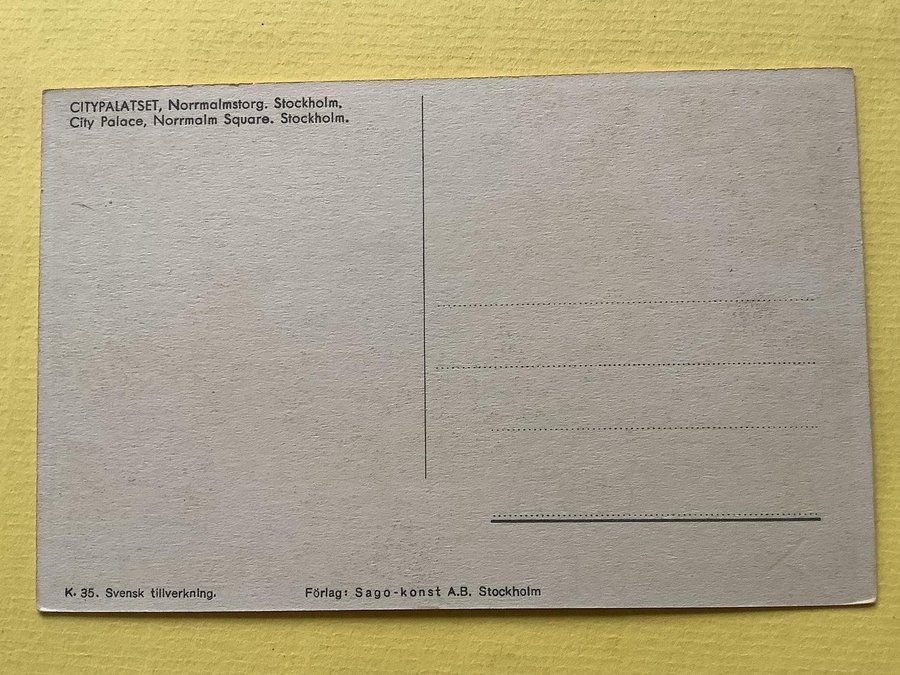 CITYPALATSET, Norrmalmstorg. Stockholm.
City Palace, Norrmalm Square. Stockholm.
K. 35. Svensk tillverkning.
Förlag: Sago-konst A.B. Stockholm